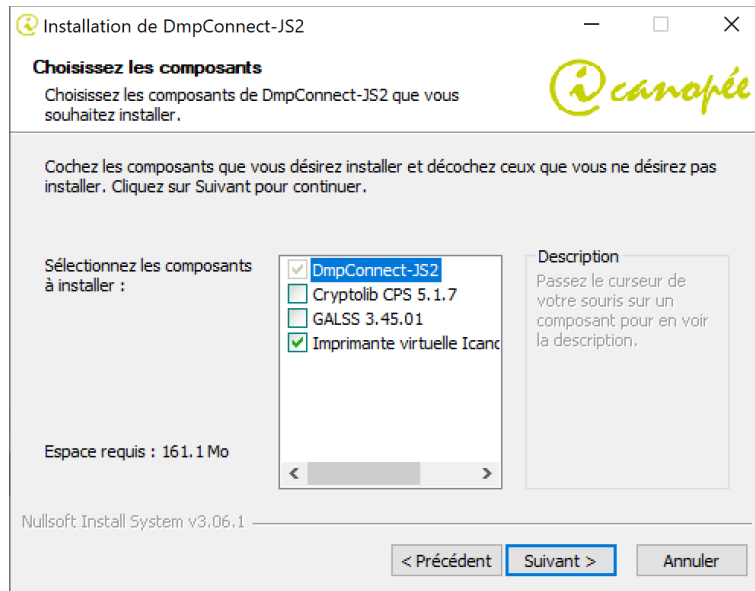 Installation de DmpConnect-JS2
Choisissez les composants
Choisissez les composants de DmpConnect-JS2 que vous
souhaitez installer.
i canopée
Cochez les composants que vous désirez installer et décochez ceux que vous ne désirez pas
installer. Cliquez sur Suivant pour continuer.
Sélectionnez les composants
à installer :
DmpConnect-JS2
Cryptolib CPS 5.1.7
GALSS 3.45.01
Imprimante virtuelle Icanc
Description
Passez le curseur de
votre souris sur un
composant pour en voir
la description.
Espace requis : 161.1 Mo
Nullsoft Install System v3.06.1
< Précédent
Suivant >
Annuler